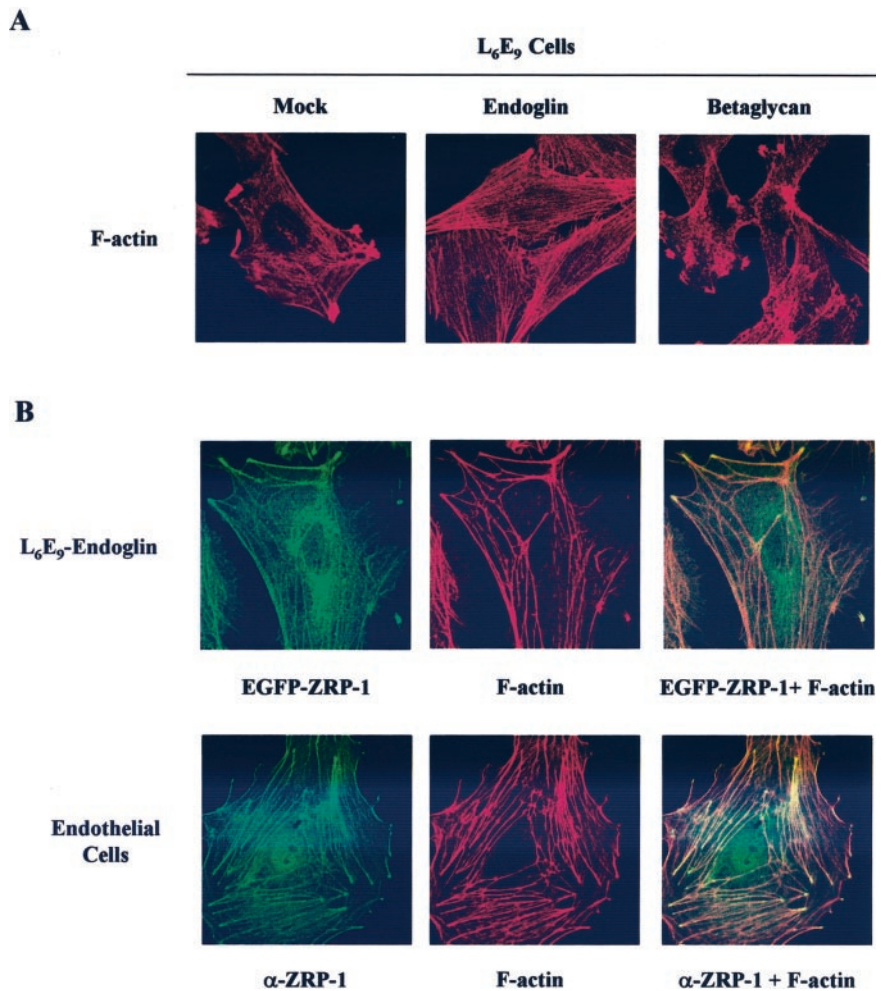 A
L₆E₉ Cells
Mock Endoglin Betaglycan
F-actin
B
L₆E₉-Endoglin
EGFP-ZRP-1 F-actin EGFP-ZRP-1+ F-actin
Endothelial
Cells
α-ZRP-1 F-actin α-ZRP-1 + F-actin